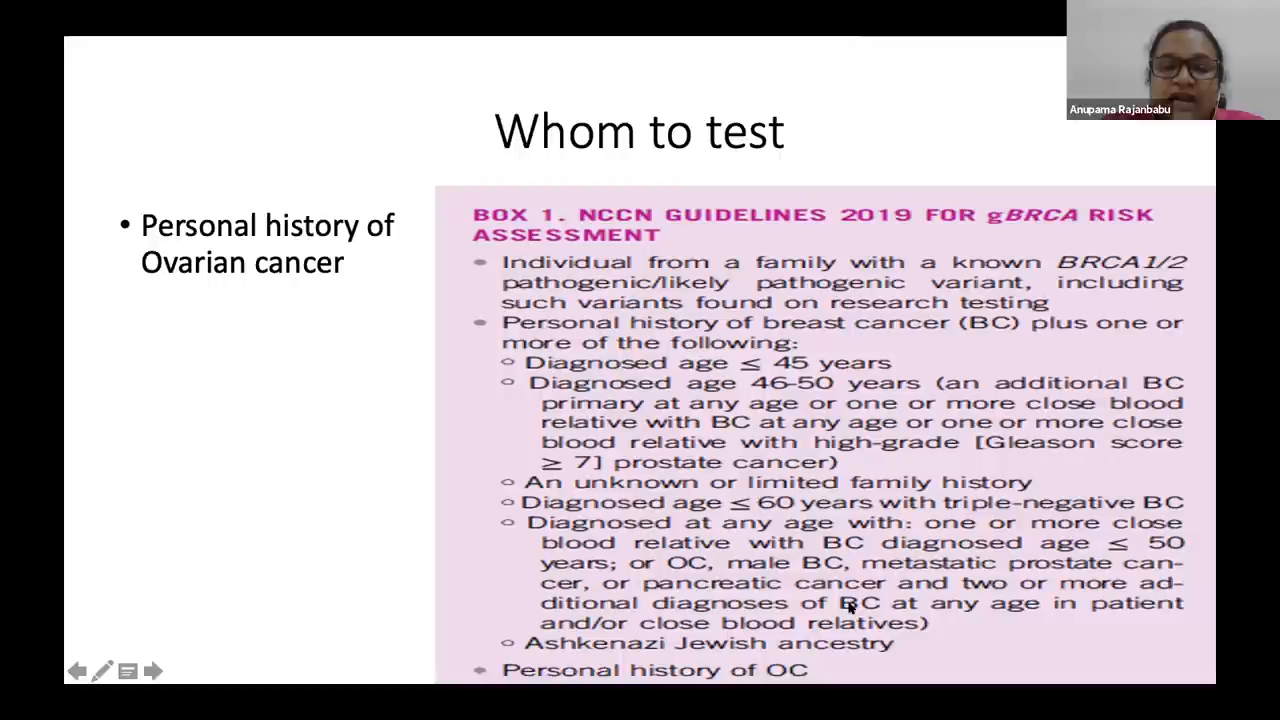 Anupama Rajanbabu
Whom to test
• Personal history of
Ovarian cancer
BOX 1. NCCN GUIDELINES 2019 FOR gBRCA RISK
ASSESSMENT
• Individual from a family with a known BRCA1/2
pathogenic/likely pathogenic variant, including
such variants found on research testing
• Personal history of breast cancer (BC) plus one or
more of the following:
○ Diagnosed age ≤ 45 years
○ Diagnosed age 46-50 years (an additional BC
primary at any age or one or more close blood
relative with BC at any age or one or more close
blood relative with high-grade [Gleason score
≥ 7] prostate cancer)
○ An unknown or limited family history
○ Diagnosed age ≤ 60 years with triple-negative BC
○ Diagnosed at any age with: one or more close
blood relative with BC diagnosed age ≤ 50
years; or OC, male BC, metastatic prostate can-
cer, or pancreatic cancer and two or more ad-
ditional diagnoses of BC at any age in patient
and/or close blood relatives)
○ Ashkenazi Jewish ancestry
• Personal history of OC